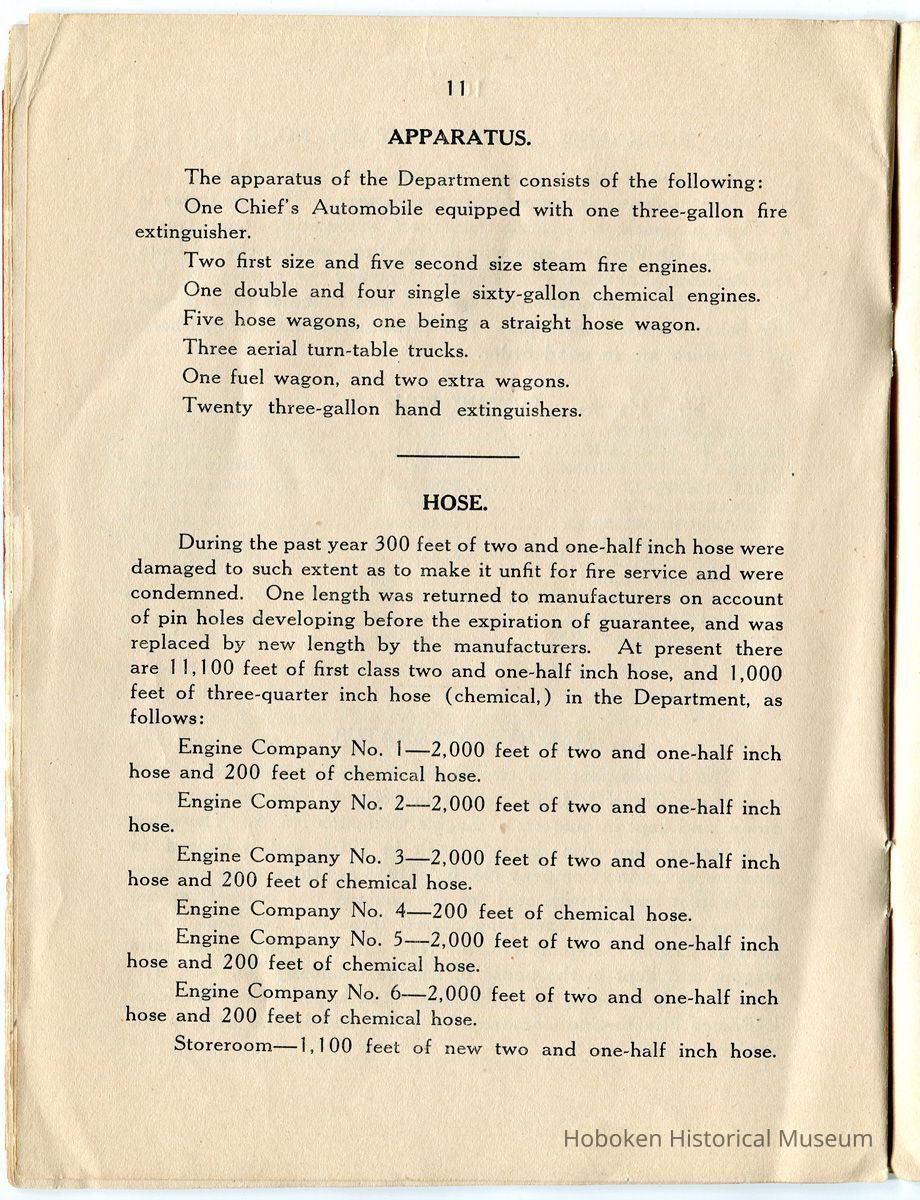 11
APPARATUS.
The apparatus of the Department consists of the following:
One Chief's Automobile equipped with one three-gallon fire
extinguisher.
Two first size and five second size steam fire engines.
One double and four single sixty-gallon chemical engines.
Five hose wagons, one being a straight hose wagon.
Three aerial turn-table trucks.
One fuel wagon, and two extra wagons.
Twenty three-gallon hand extinguishers.
HOSE.
During the past year 300 feet of two and one-half inch hose were
damaged to such extent as to make it unfit for fire service and were
condemned. One length was returned to manufacturers on account
of pin holes developing before the expiration of guarantee, and was
replaced by new length by the manufacturers. At present there
are 11,100 feet of first class two and one-half inch hose, and 1,000
feet of three-quarter inch hose (chemical,) in the Department, as
follows:
Engine Company No. 1—2,000 feet of two and one-half inch
hose and 200 feet of chemical hose.
Engine Company No. 2—2,000 feet of two and one-half inch
hose.
Engine Company No. 3—2,000 feet of two and one-half inch
hose and 200 feet of chemical hose.
Engine Company No. 4—200 feet of chemical hose.
Engine Company No. 5—2,000 feet of two and one-half inch
hose and 200 feet of chemical hose.
Engine Company No. 6—2,000 feet of two and one-half inch
hose and 200 feet of chemical hose.
Storeroom—1,100 feet of new two and one-half inch hose.
Hoboken Historical Museum